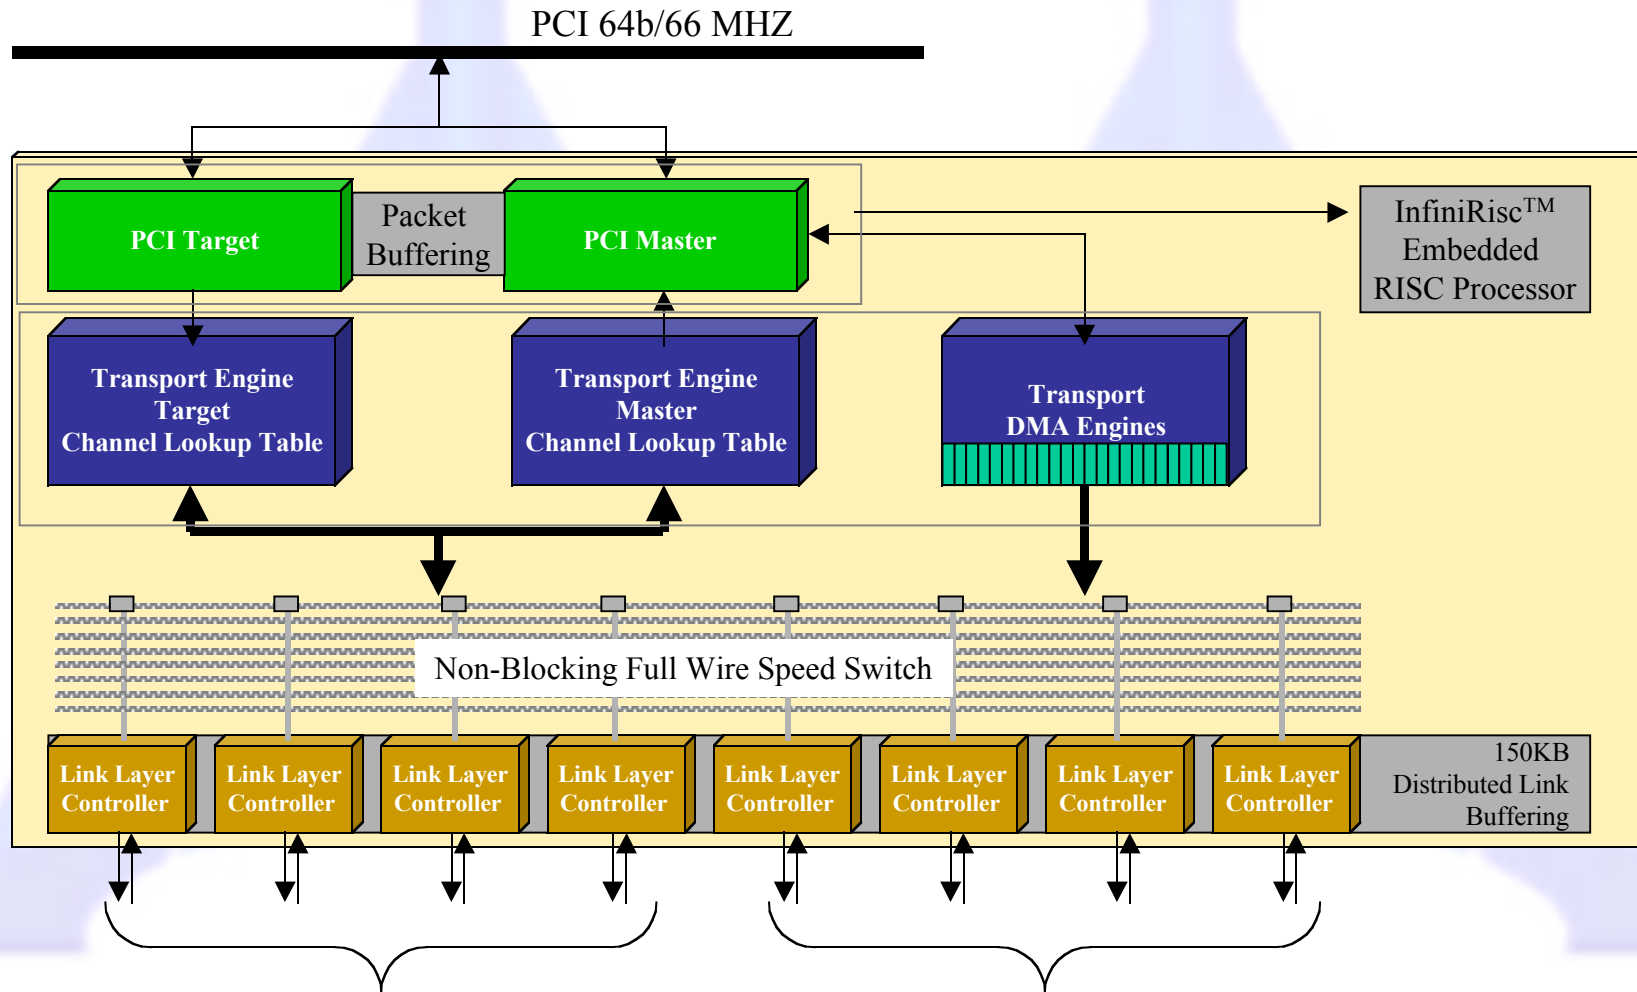 PCI 64b/66 MHZ
PCI Target
Packet
Buffering
PCI Master
InfiniRisc™
Embedded
RISC Processor
Transport Engine
Target
Channel Lookup Table
Transport Engine
Master
Channel Lookup Table
Transport
DMA Engines
Non-Blocking Full Wire Speed Switch
Link Layer
Controller
Link Layer
Controller
Link Layer
Controller
Link Layer
Controller
Link Layer
Controller
Link Layer
Controller
Link Layer
Controller
Link Layer
Controller
150KB
Distributed Link
Buffering